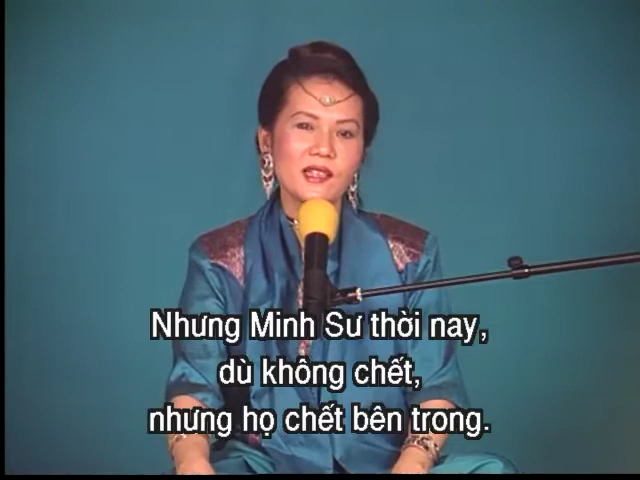 Nhưng Minh Sư thời nay,
dù không chết,
nhưng họ chết bên trong.